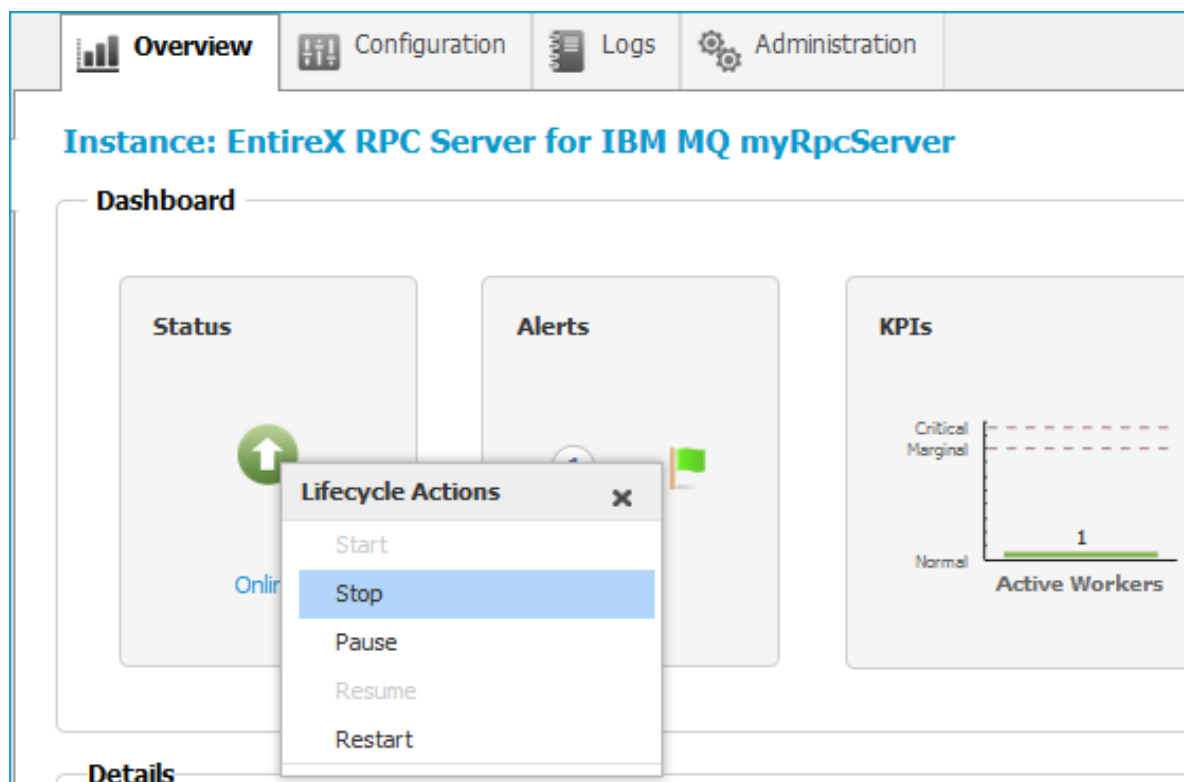 Overview
Configuration
Logs
Administration
Instance: EntireX RPC Server for IBM MQ myRpcServer
Dashboard
Status
Alerts
KPIs
Critical
Marginal
Lifecycle Actions
Start
1
Normal
Stop
Active Workers
Pause
Resume
Restart
Details